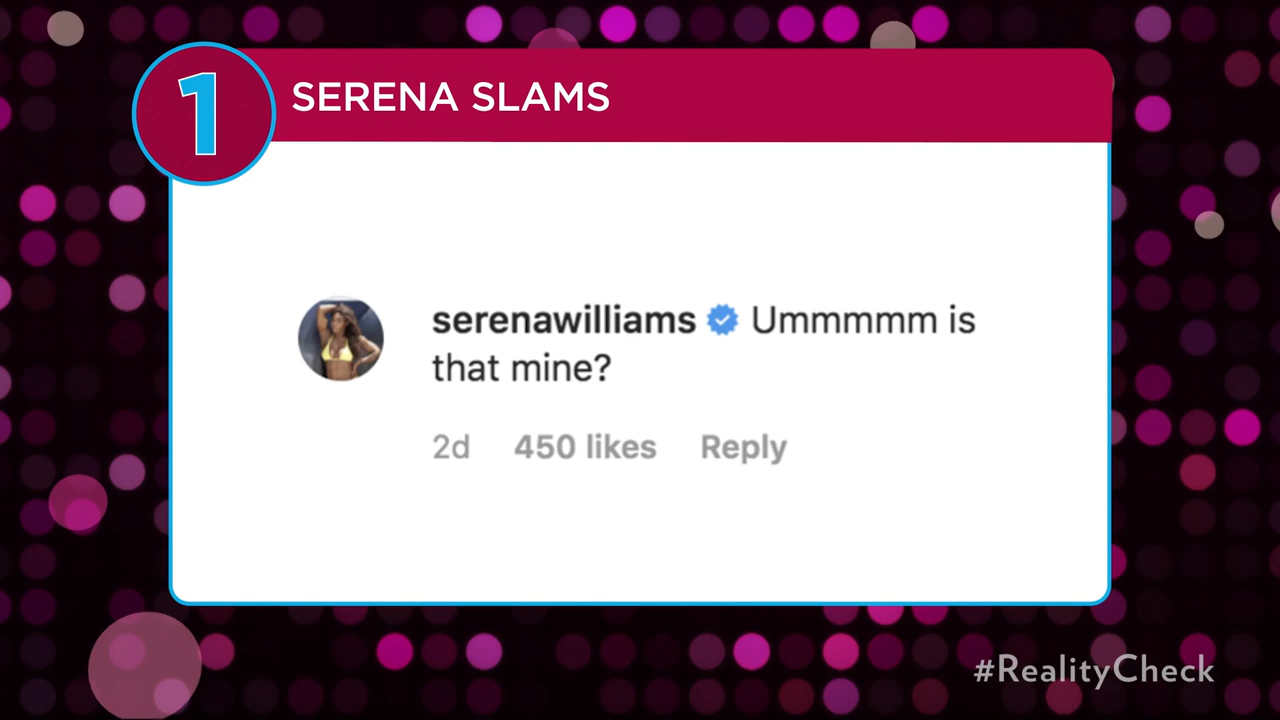 1
SERENA SLAMS
serenawilliams Ummmmm is
that mine?
2d 450 likes Reply
#RealityCheck